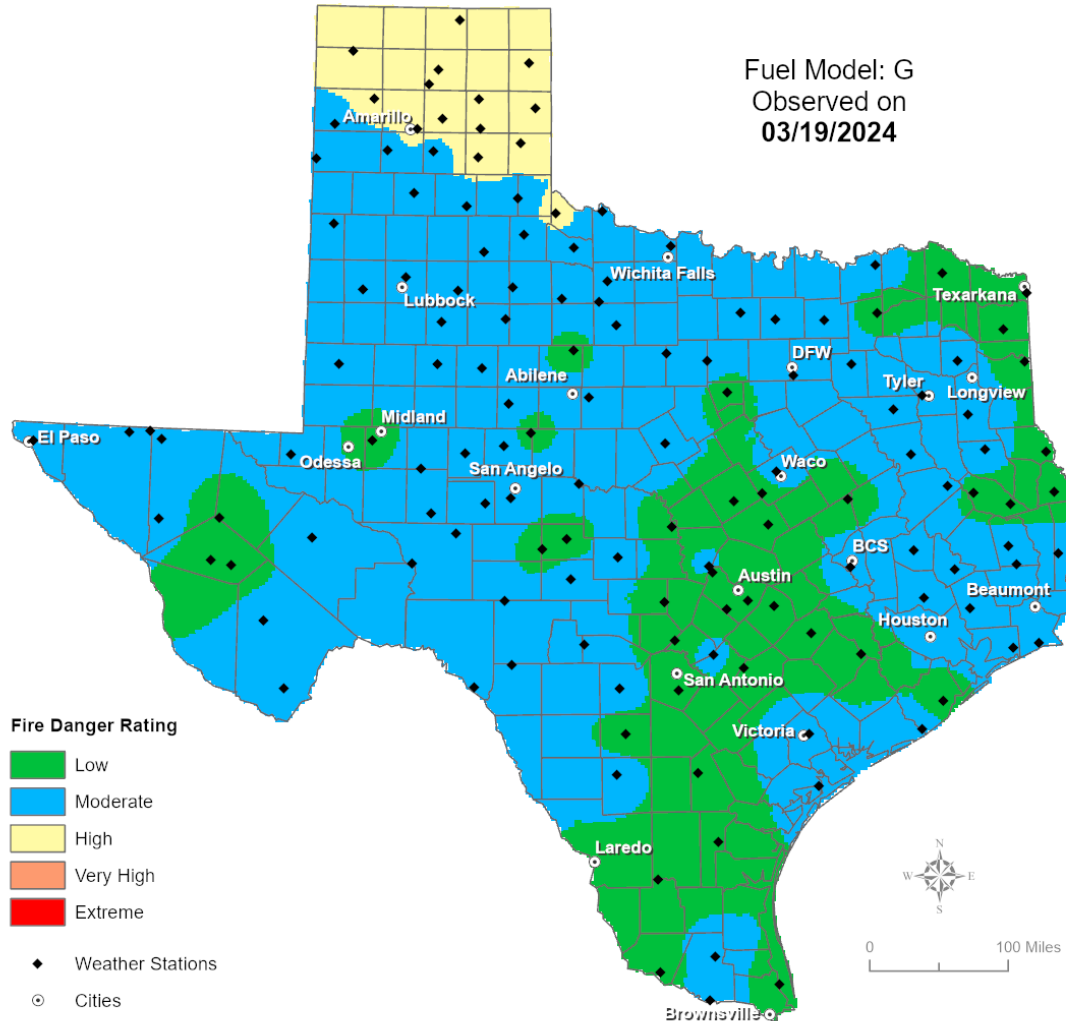 Fuel Model: G
Observed on
03/19/2024
Amarillo
Wichita Falls
Lubbock
Texarkana
DFW
Abilene
Tyler
Longview
Midland
El Paso
Odessa
San Angelo
Waco
BCS
Austin
Beaumont
Houston
San Antonio
Victoria
Fire Danger Rating
Low
Moderate
High
Very High
Extreme
Laredo
N
W E
S
0 100 Miles
Weather Stations
Cities
Brownsville